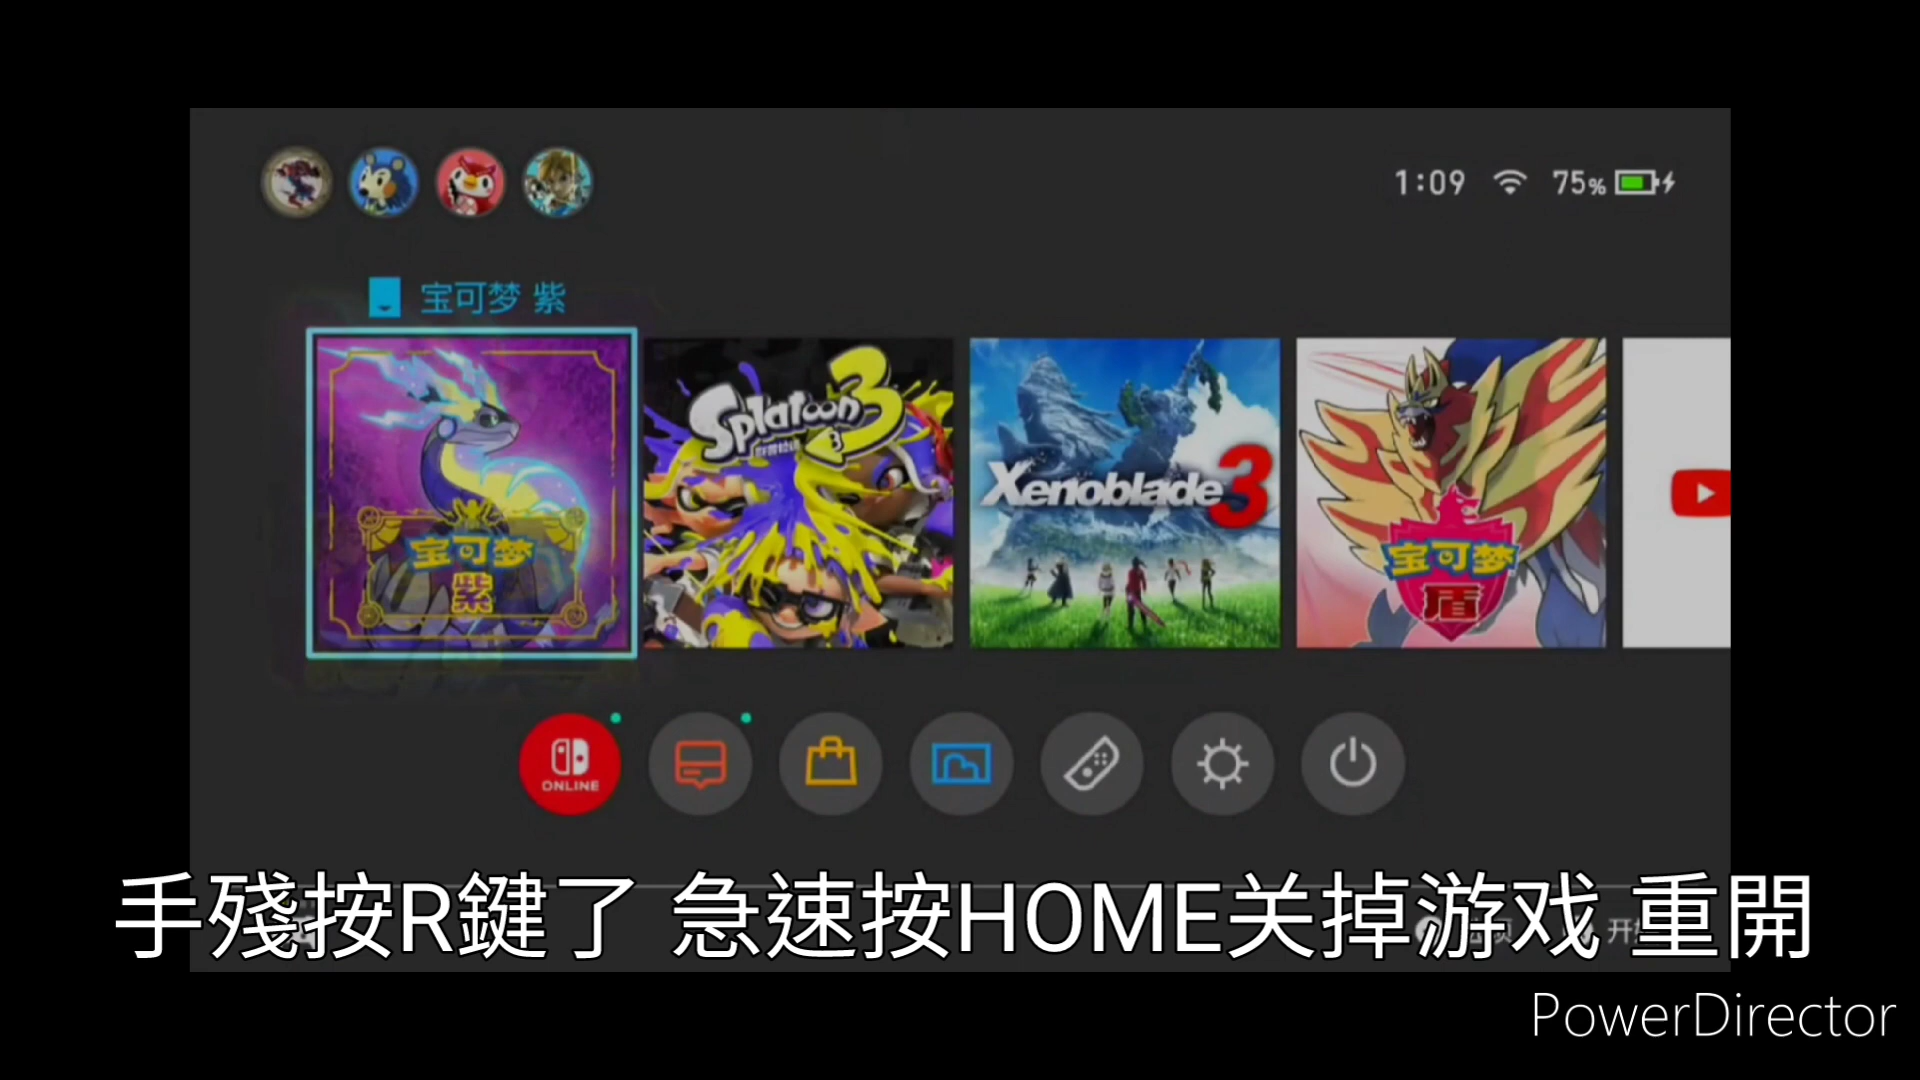 1:09 75%
宝可梦 紫
Splatoon 3
Xenoblade 3
宝可梦
紫
宝可梦
盾
ONLINE
手殘按R鍵了 急速按HOME关掉游戏 重開
PowerDirector